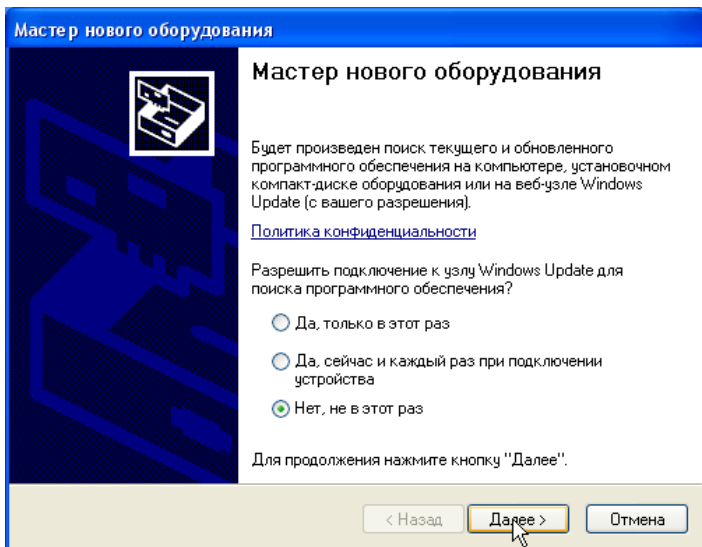 Мастер нового оборудования
Мастер нового оборудования
Будет произведен поиск текущего и обновленного
программного обеспечения на компьютере, установочном
компакт-диске оборудования или на веб-узле Windows
Update (с вашего разрешения).
Политика конфиденциальности
Разрешить подключение к узлу Windows Update для
поиска программного обеспечения?
Да, только в этот раз
Да, сейчас и каждый раз при подключении
устройства
Нет, не в этот раз
Для продолжения нажмите кнопку "Далее".
< Назад Далее > Отмена